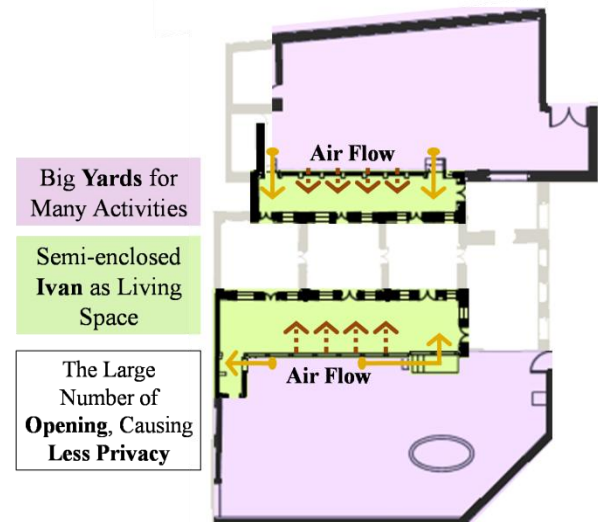 Air Flow
Big Yards for
Many Activities
Semi-enclosed
Ivan as Living
Space
The Large
Number of
Opening, Causing
Less Privacy
Air Flow